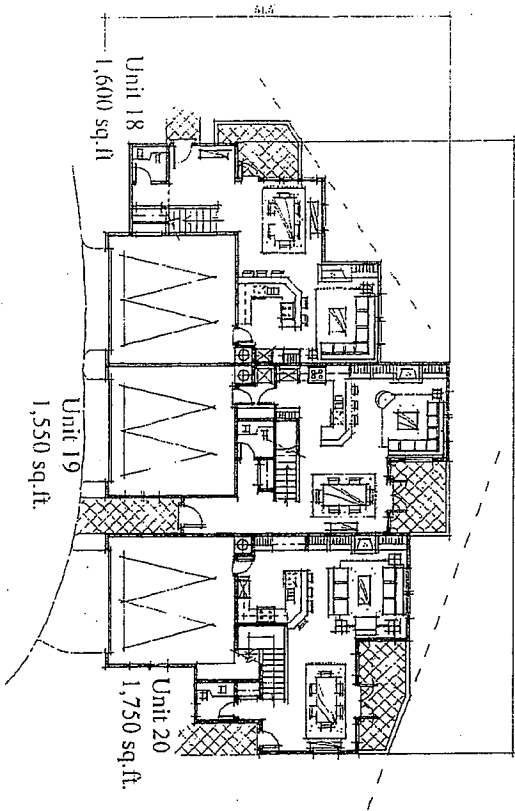 Unit 18
1,600 sq.ft
Unit 19
1,550 sq.ft.
Unit 20
1,750 sq.ft.